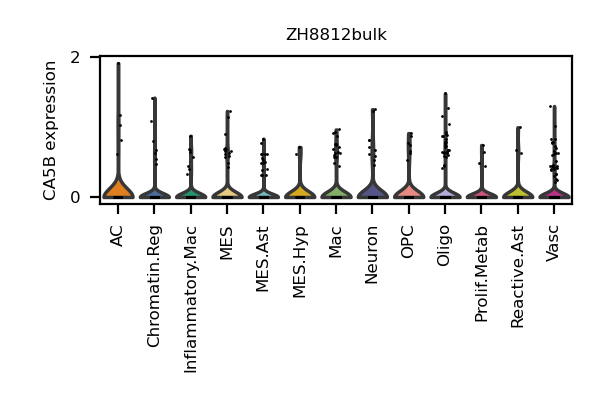 ZH8812bulk
CA5B expression
2
0
AC
Chromatin.Reg
Inflammatory.Mac
MES
MES.Ast
MES.Hyp
Mac
Neuron
OPC
Oligo
Prolif.Metab
Reactive.Ast
Vasc